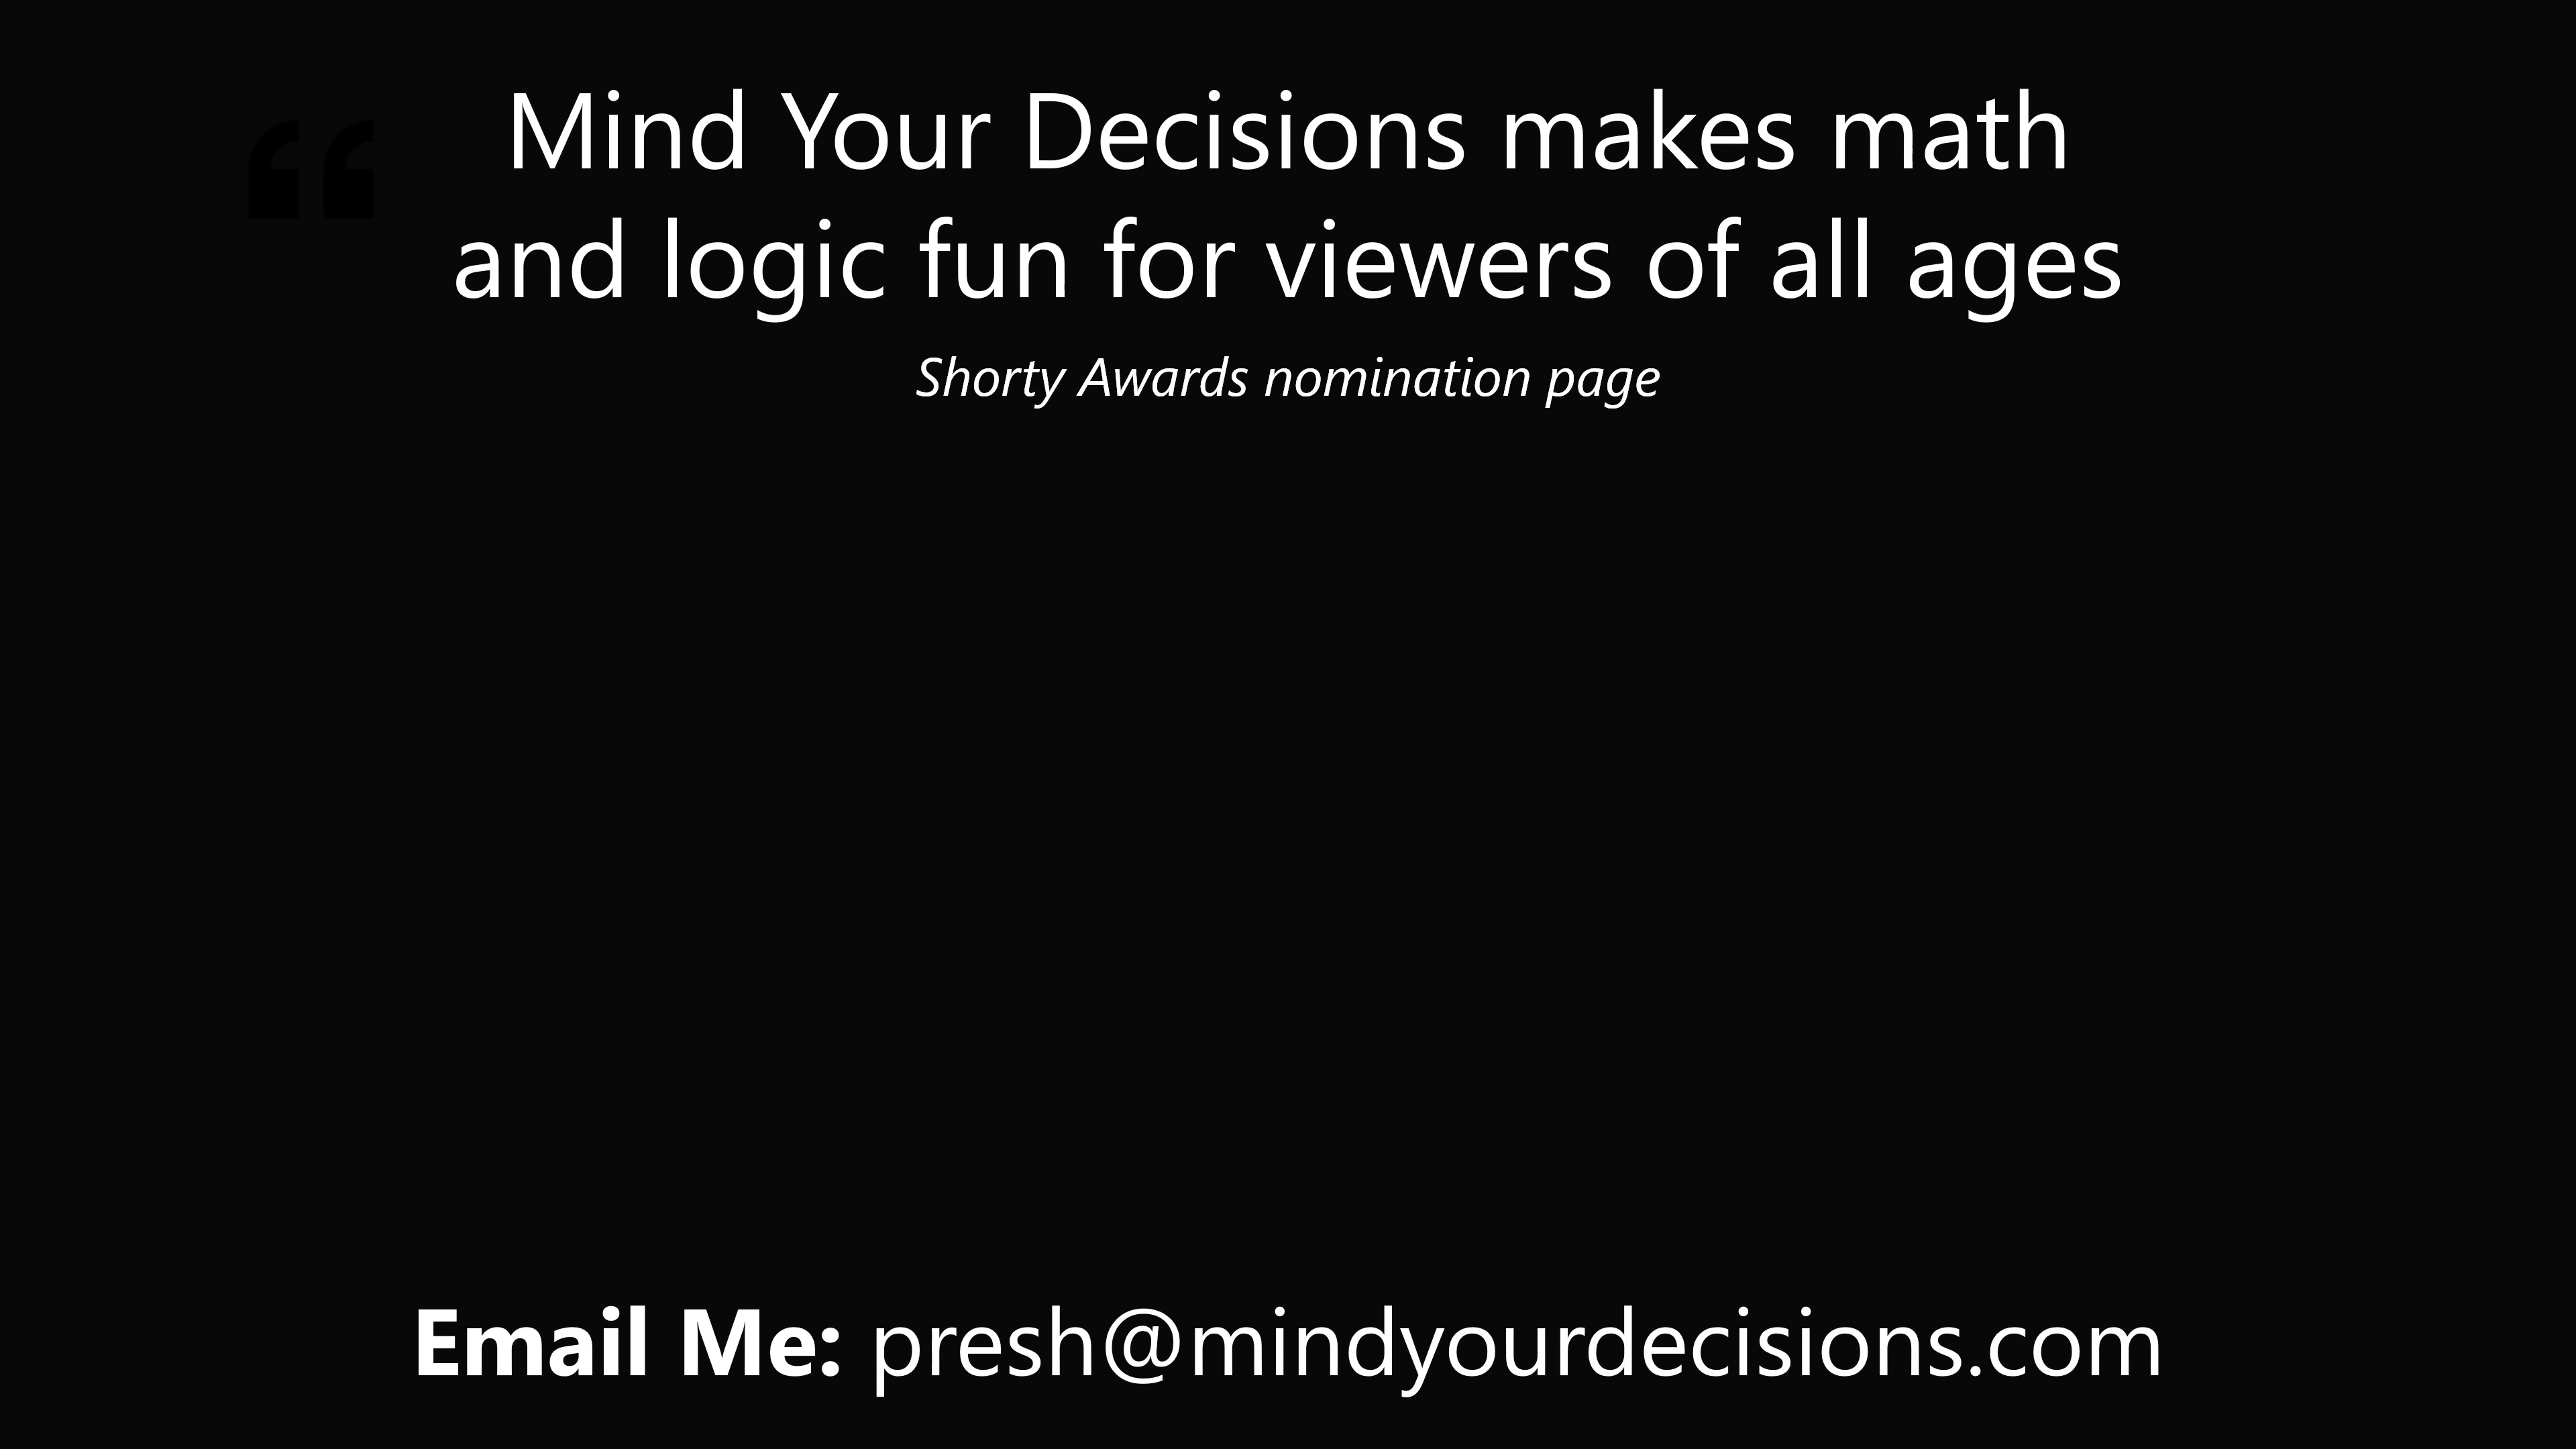 “ Mind Your Decisions makes math
and logic fun for viewers of all ages
Shorty Awards nomination page
Email Me: presh@mindyourdecisions.com